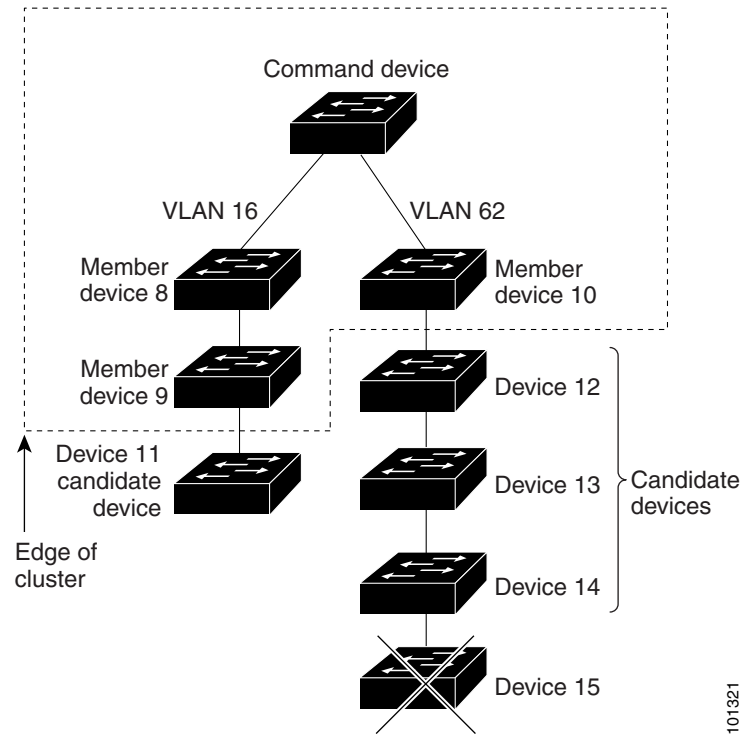 Command device
VLAN 16
VLAN 62
Member
device 8
Member
device 10
Member
device 9
Device 12
Device 11
candidate
device
Device 13
Candidate
devices
Edge of
cluster
Device 14
Device 15
101321